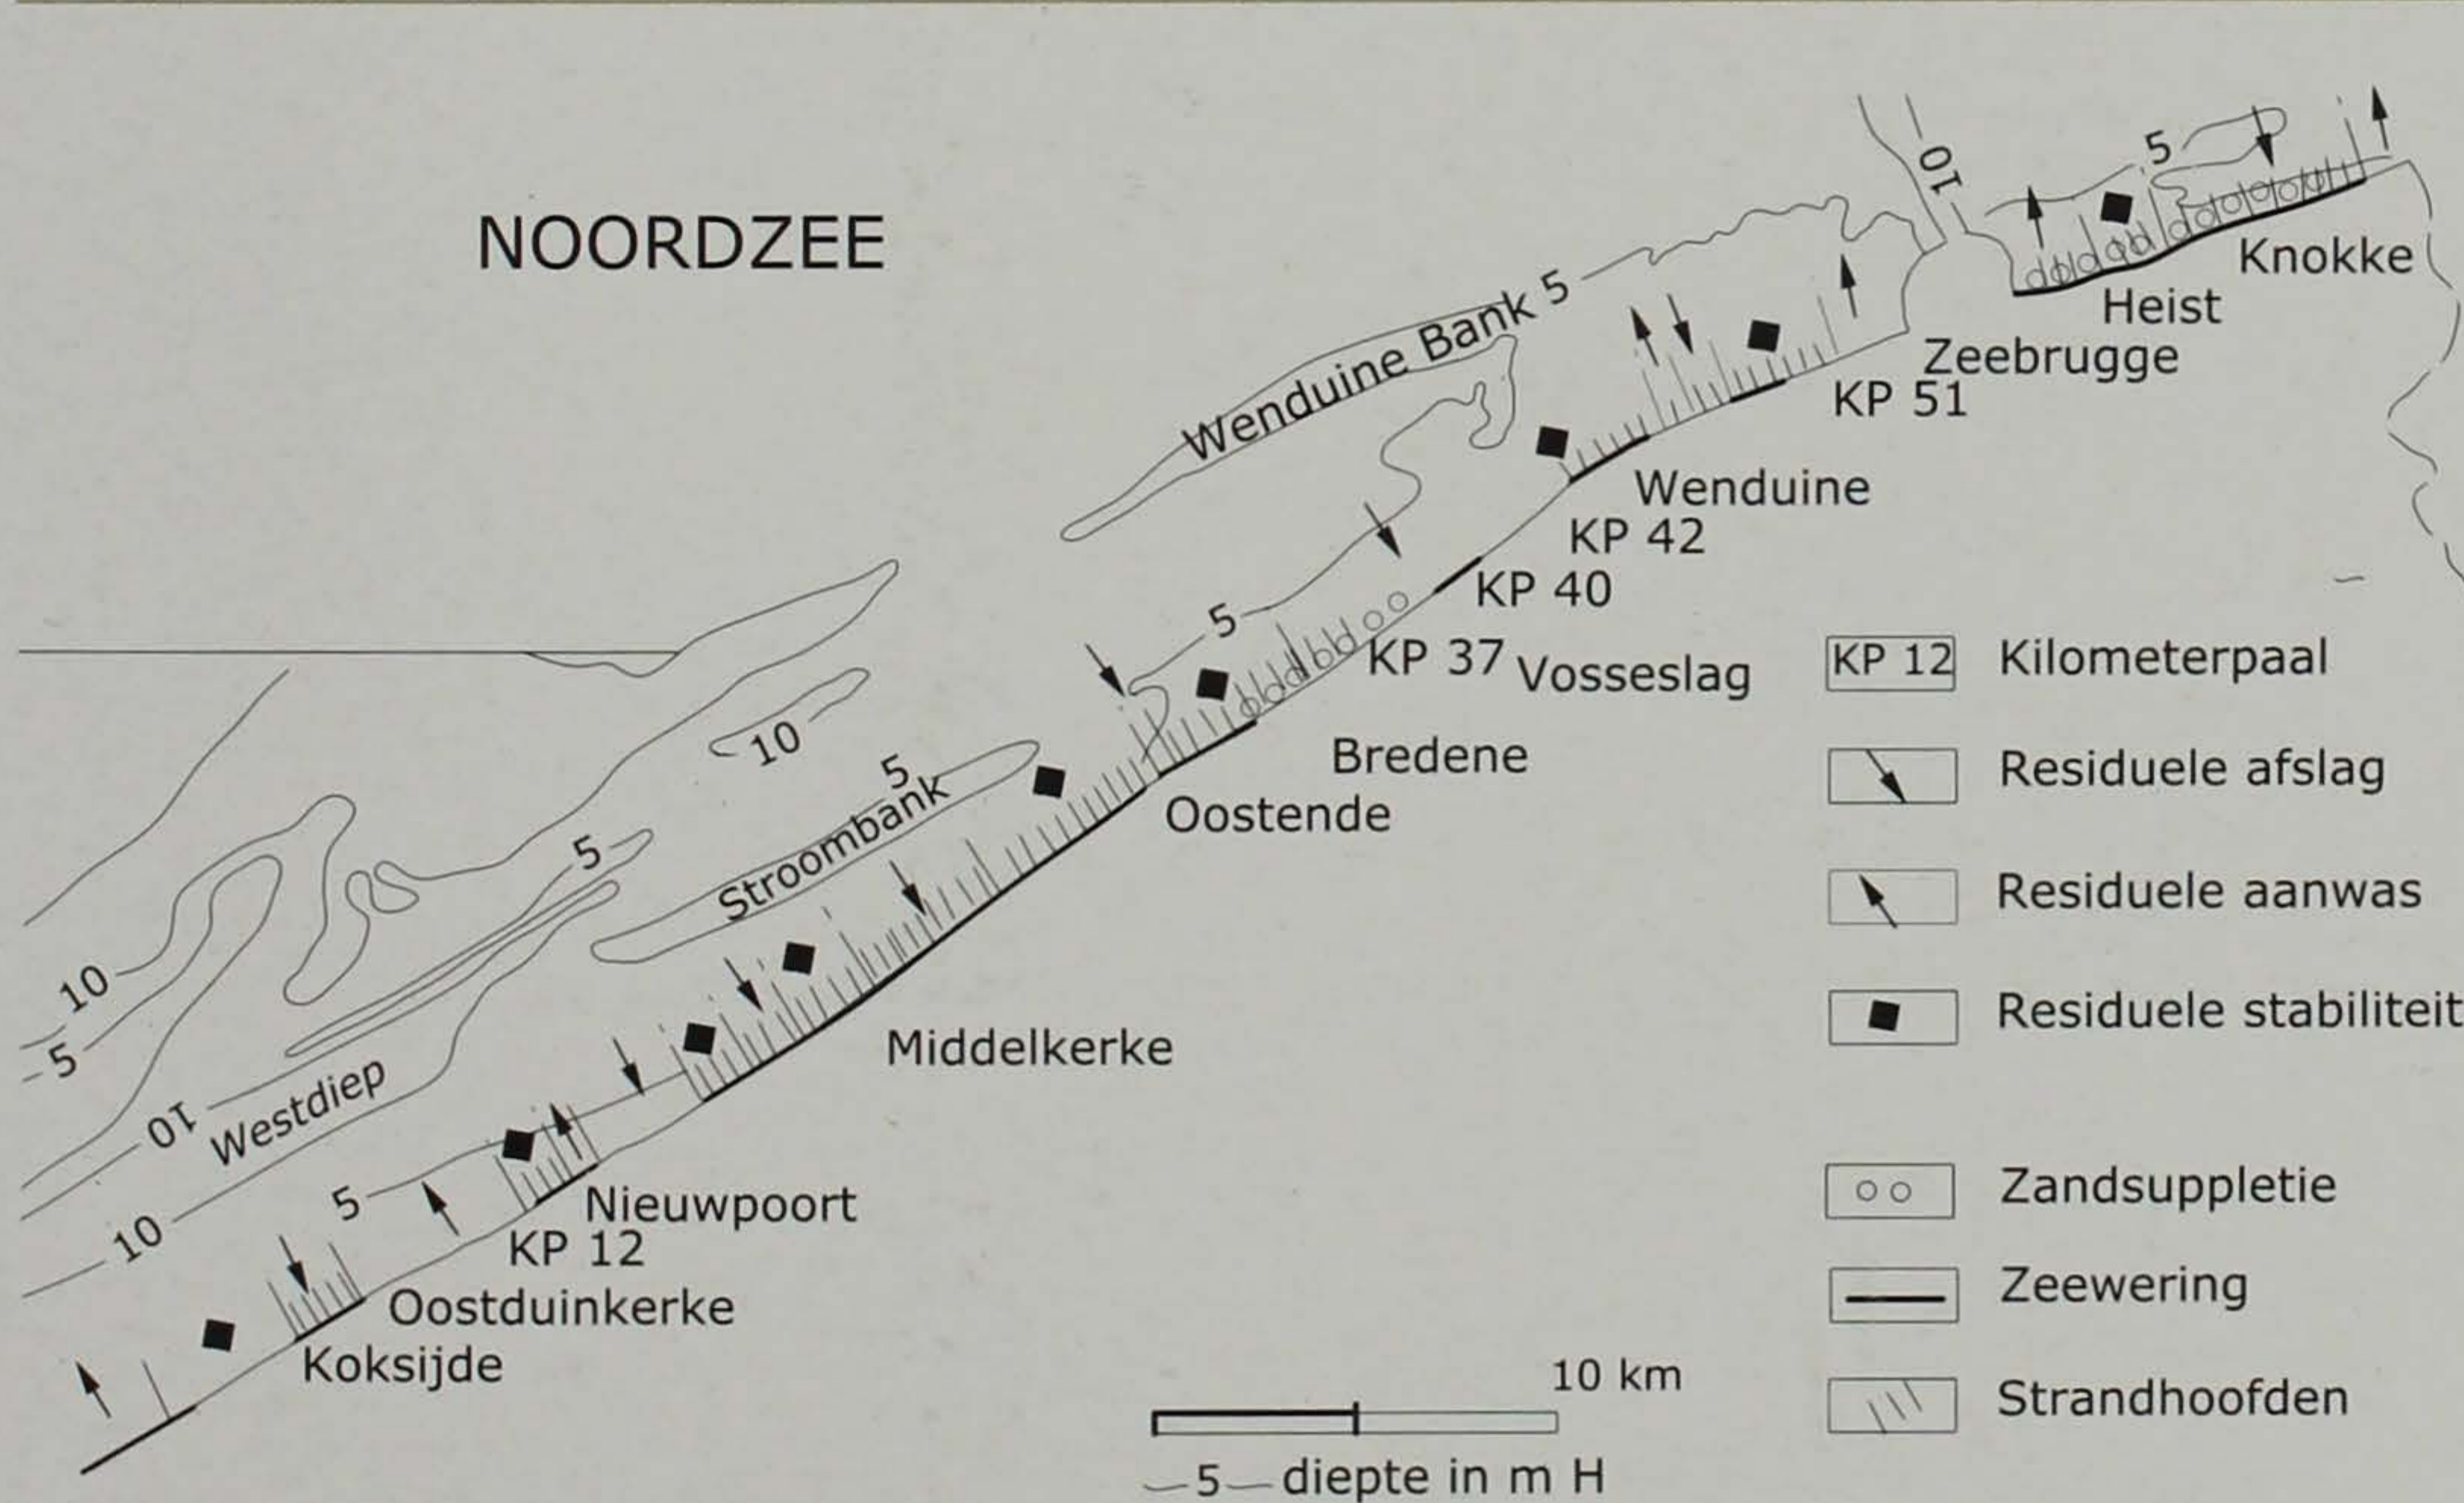 NOORDZEE
10
5
Knokke
Heist
Zeebrugge
KP 51
Wenduine Bank 5
Wenduine
KP 42
KP 40
KP 37 Vosseslag
5
Bredene
Oostende
10
5
Stroombank
5
Middelkerke
10
5
10
Westdiep
10
5
Nieuwpoort
KP 12
Oostduinkerke
Koksijde
KP 12 Kilometerpaal
Residuele afslag
Residuele aanwas
Residuele stabiliteit
Zandsuppletie
Zeewering
Strandhoofden
10 km
5 diepte in m H